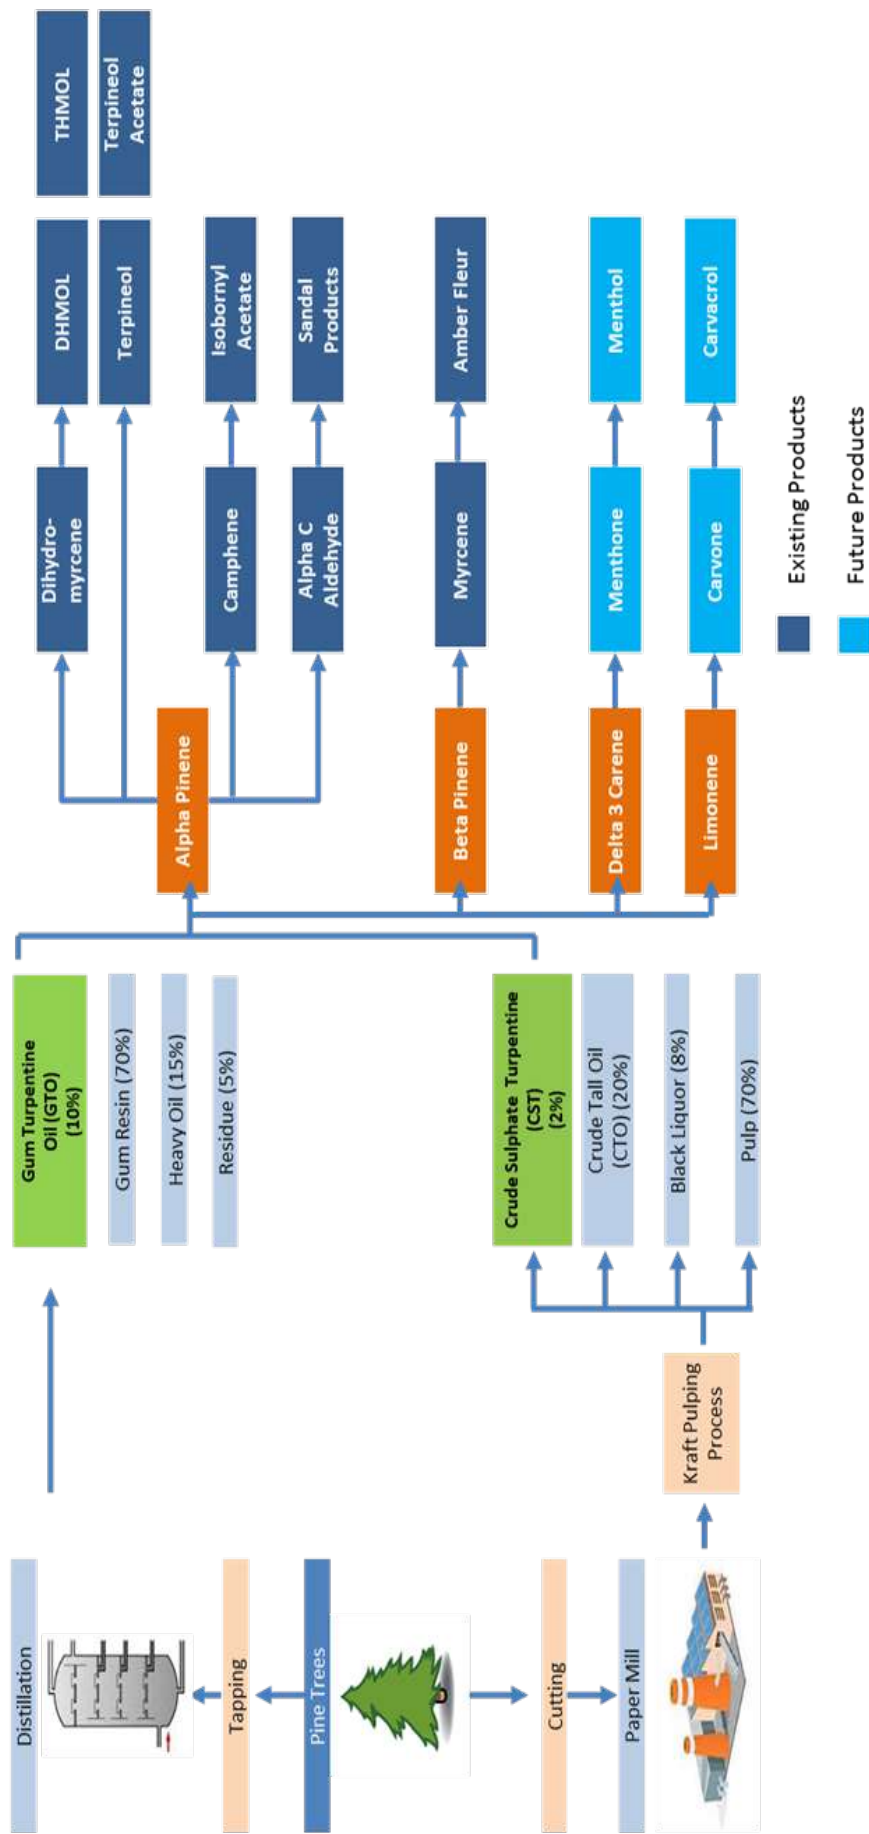 Distillation
Tapping
Pine Trees
Cutting
Paper Mill
Kraft Pulping
Process
Gum Turpentine
Oil (GTO)
(10%)
Gum Resin (70%)
Heavy Oil (15%)
Residue (5%)
Crude Sulphate Turpentine
(CST)
(2%)
Crude Tall Oil
(CTO) (20%)
Black Liquor (8%)
Pulp (70%)
Alpha Pinene
Beta Pinene
Delta 3 Carene
Limonene
Dihydro-
myrcene
Camphene
Alpha C
Aldehyde
Myrcene
Menthone
Carvone
DHMOL
Terpineol
Isobornyl
Acetate
Sandal
Products
Amber Fleur
Menthol
Carvacrol
THMOL
Terpineol
Acetate
Existing Products
Future Products